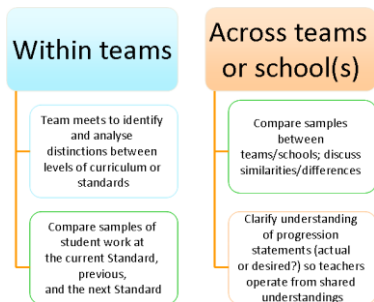 Within teams
Team meets to identify
and analyse
distinctions between
levels of curriculum or
standards
Compare samples of
student work at
the current Standard,
previous,
and the next Standard
Across teams
or school(s)
Compare samples
between
teams/schools; discuss
similarities/differences
Clarify understanding
of progression
statements (actual
or desired?) so teachers
operate from shared
understandings